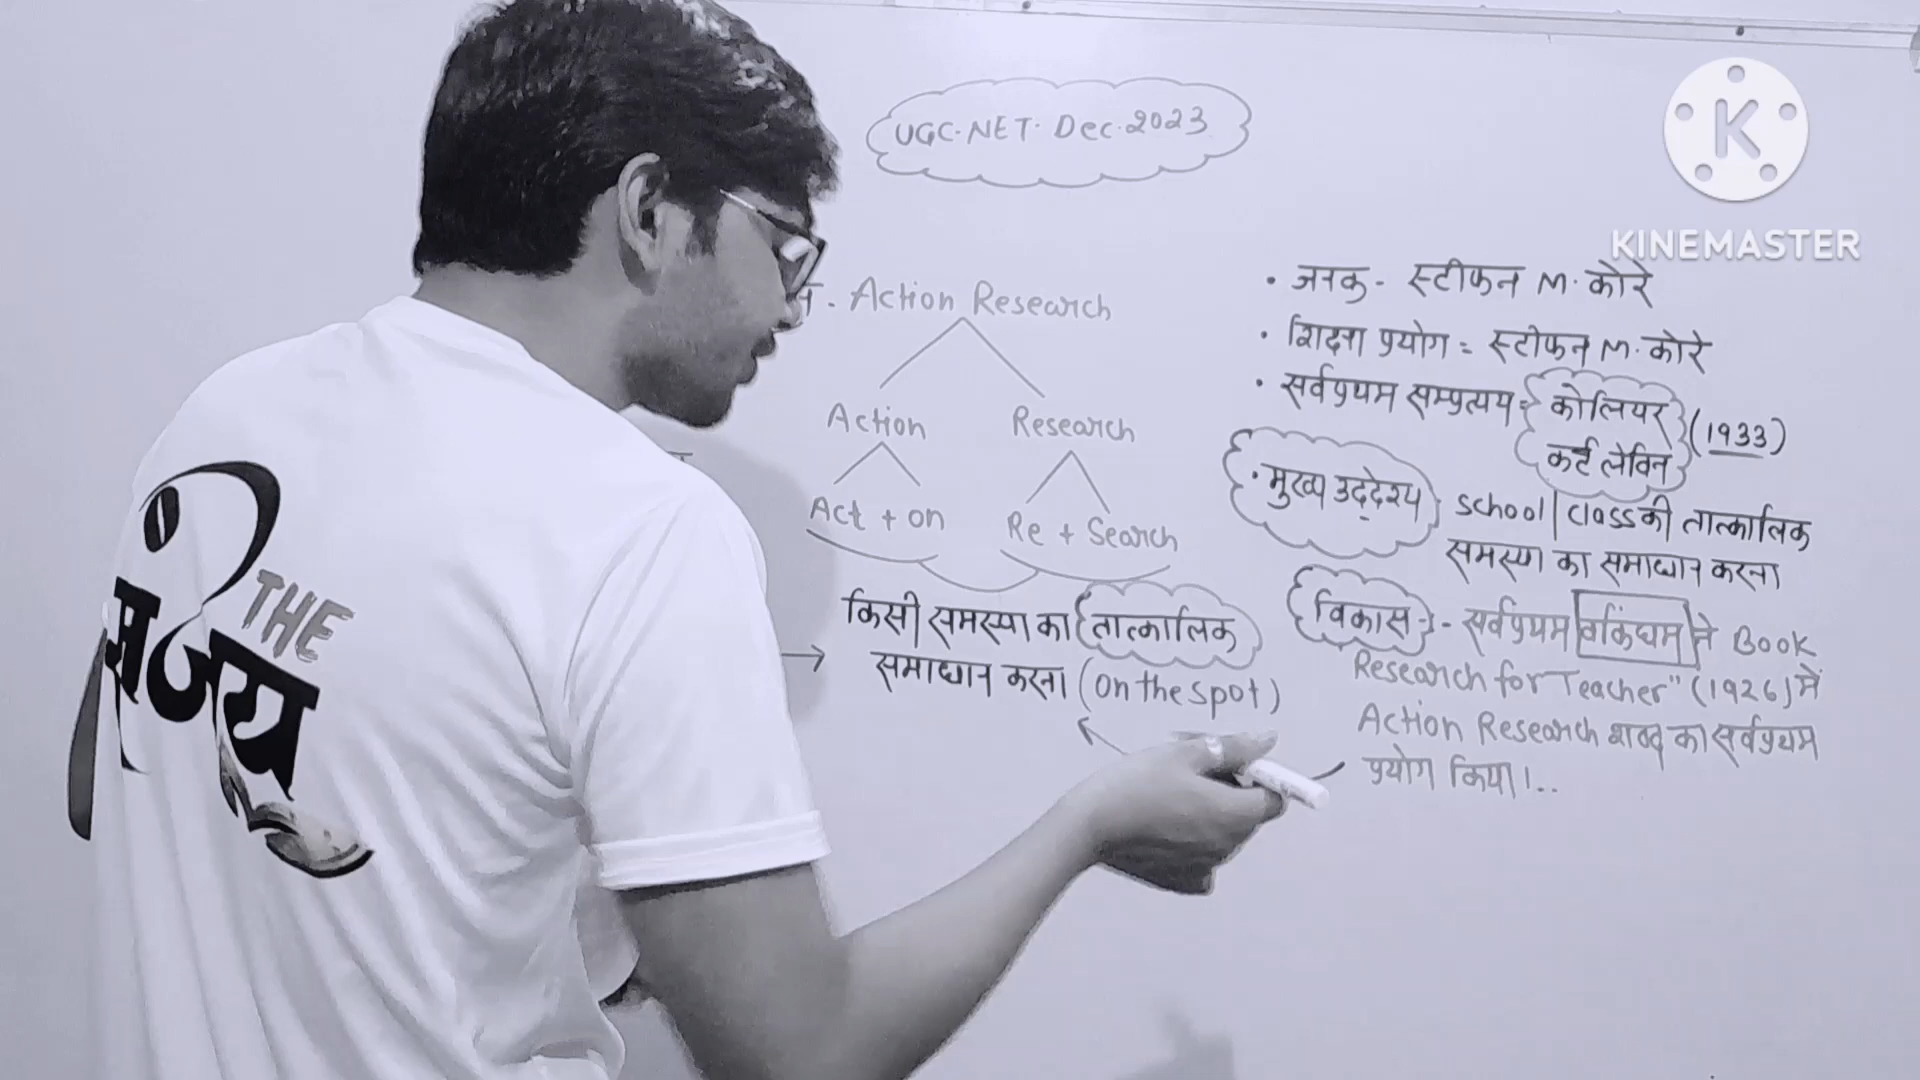 UGC-NET- Dec-2023
KINEMASTER
Action Research
Action Research
Act + on Re + Search
किसी समस्या का तात्कालिक
समाधान करना (on the spot)
• जनक - स्टीफन M. कोरे
• शिक्षा प्रयोग = स्टीफन M. कोरे
• सर्वप्रथम सम्प्रत्यय = कोलियर
कर्ट लेविन
(1933)
• मुख्य उद्देश्य : school | class की तात्कालिक
समस्या का समाधान करना
विकास :- सर्वप्रथम बकिंघम ने Book
Research for Teacher" (1926) में
Action Research शब्द का सर्वप्रथम
प्रयोग किया।..
THE
संजय